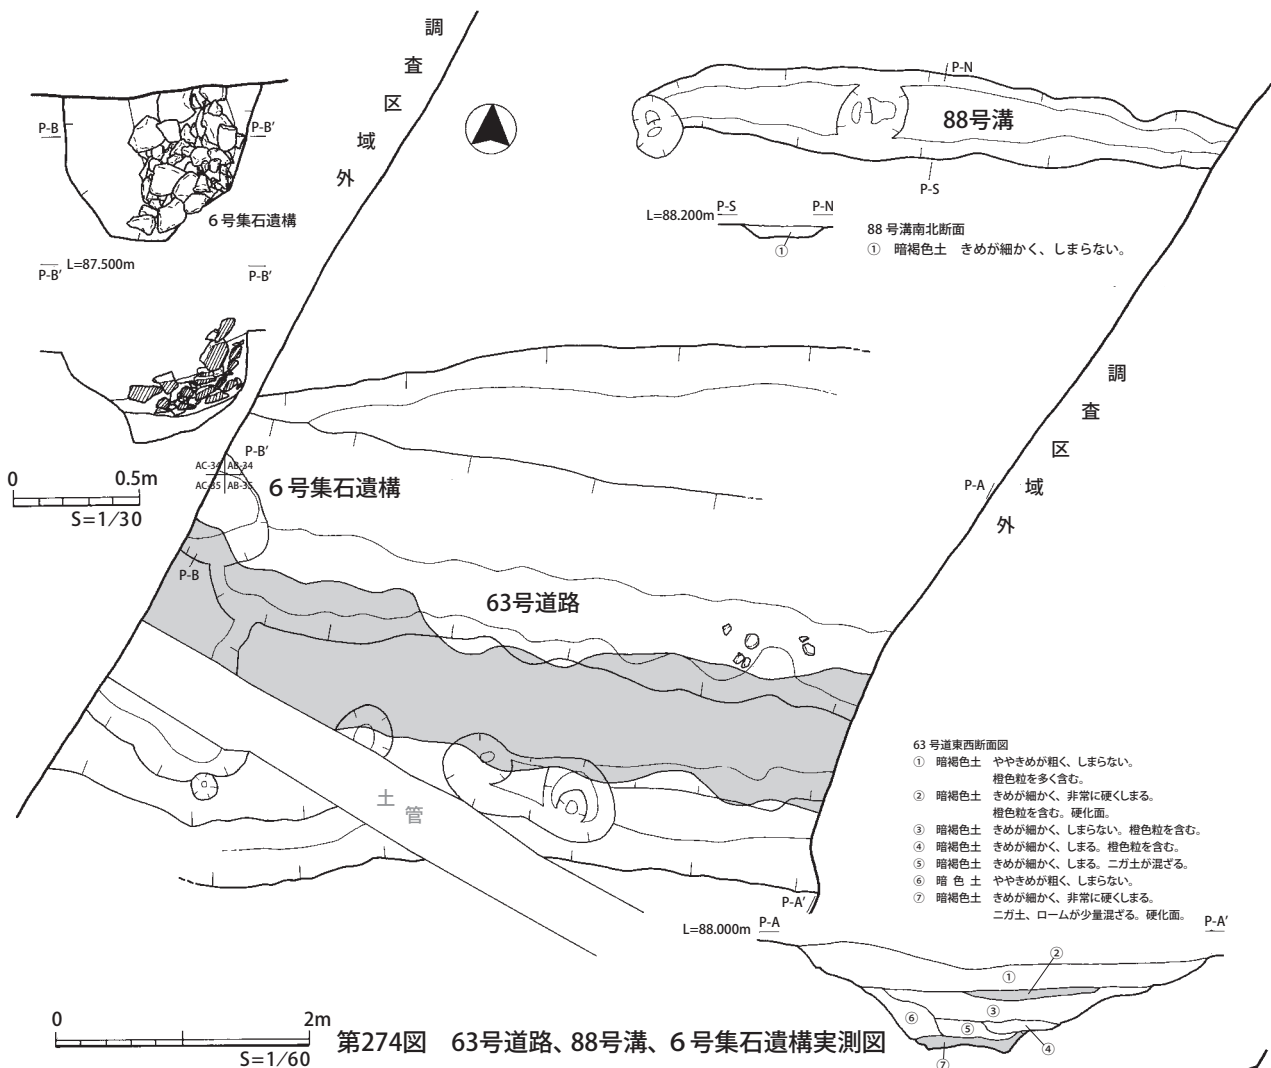 調査区域外
P-B
P-B'
6号集石遺構
P-B' L=87.500m
P-B'
0 0.5m
S=1/30
P-N
88号溝
P-S
L=88.200m P-S P-N
①
88号溝南北断面
① 暗褐色土 きめが細かく、しまらない。
調査区域外
P-A
P-B'
AC-34 AB-34
AC-35 AB-35
6号集石遺構
P-B
63号道路
土管
P-A'
63号道東西断面図
① 暗褐色土 ややきめが粗く、しまらない。
橙色粒を多く含む。
② 暗褐色土 きめが細かく、非常に硬くしまる。
橙色粒を含む。硬化面。
③ 暗褐色土 きめが細かく、しまらない。橙色粒を含む。
④ 暗褐色土 きめが細かく、しまる。橙色粒を含む。
⑤ 暗褐色土 きめが細かく、しまる。ニガ土が混ざる。
⑥ 暗色土 ややきめが粗く、しまらない。
⑦ 暗褐色土 きめが細かく、非常に硬くしまる。
ニガ土、ロームが少量混ざる。硬化面。
L=88.000m P-A P-A'
②
①
③
⑥
⑤
④
⑦
0 2m
S=1/60
第274図 63号道路、88号溝、6号集石遺構実測図